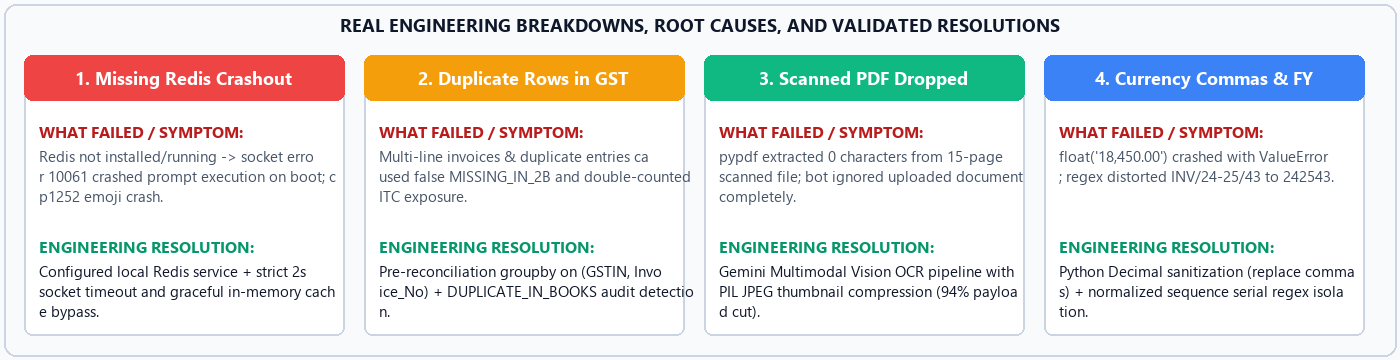 REAL ENGINEERING BREAKDOWNS, ROOT CAUSES, AND VALIDATED RESOLUTIONS
1. Missing Redis Crashout
WHAT FAILED / SYMPTOM:
Redis not installed/running -> socket erro
r 10061 crashed prompt execution on boot; c
p1252 emoji crash.
ENGINEERING RESOLUTION:
Configured local Redis service + strict 2s
socket timeout and graceful in-memory cach
e bypass.
2. Duplicate Rows in GST
WHAT FAILED / SYMPTOM:
Multi-line invoices & duplicate entries ca
used false MISSING_IN_2B and double-counted
ITC exposure.
ENGINEERING RESOLUTION:
Pre-reconciliation groupby on (GSTIN, Invo
ice_No) + DUPLICATE_IN_BOOKS audit detectio
n.
3. Scanned PDF Dropped
WHAT FAILED / SYMPTOM:
pypdf extracted 0 characters from 15-page
scanned file; bot ignored uploaded document
completely.
ENGINEERING RESOLUTION:
Gemini Multimodal Vision OCR pipeline with
PIL JPEG thumbnail compression (94% payloa
d cut).
4. Currency Commas & FY
WHAT FAILED / SYMPTOM:
float('18,450.00') crashed with ValueError
; regex distorted INV/24-25/43 to 242543.
ENGINEERING RESOLUTION:
Python Decimal sanitization (replace comma
s) + normalized sequence serial regex isola
tion.